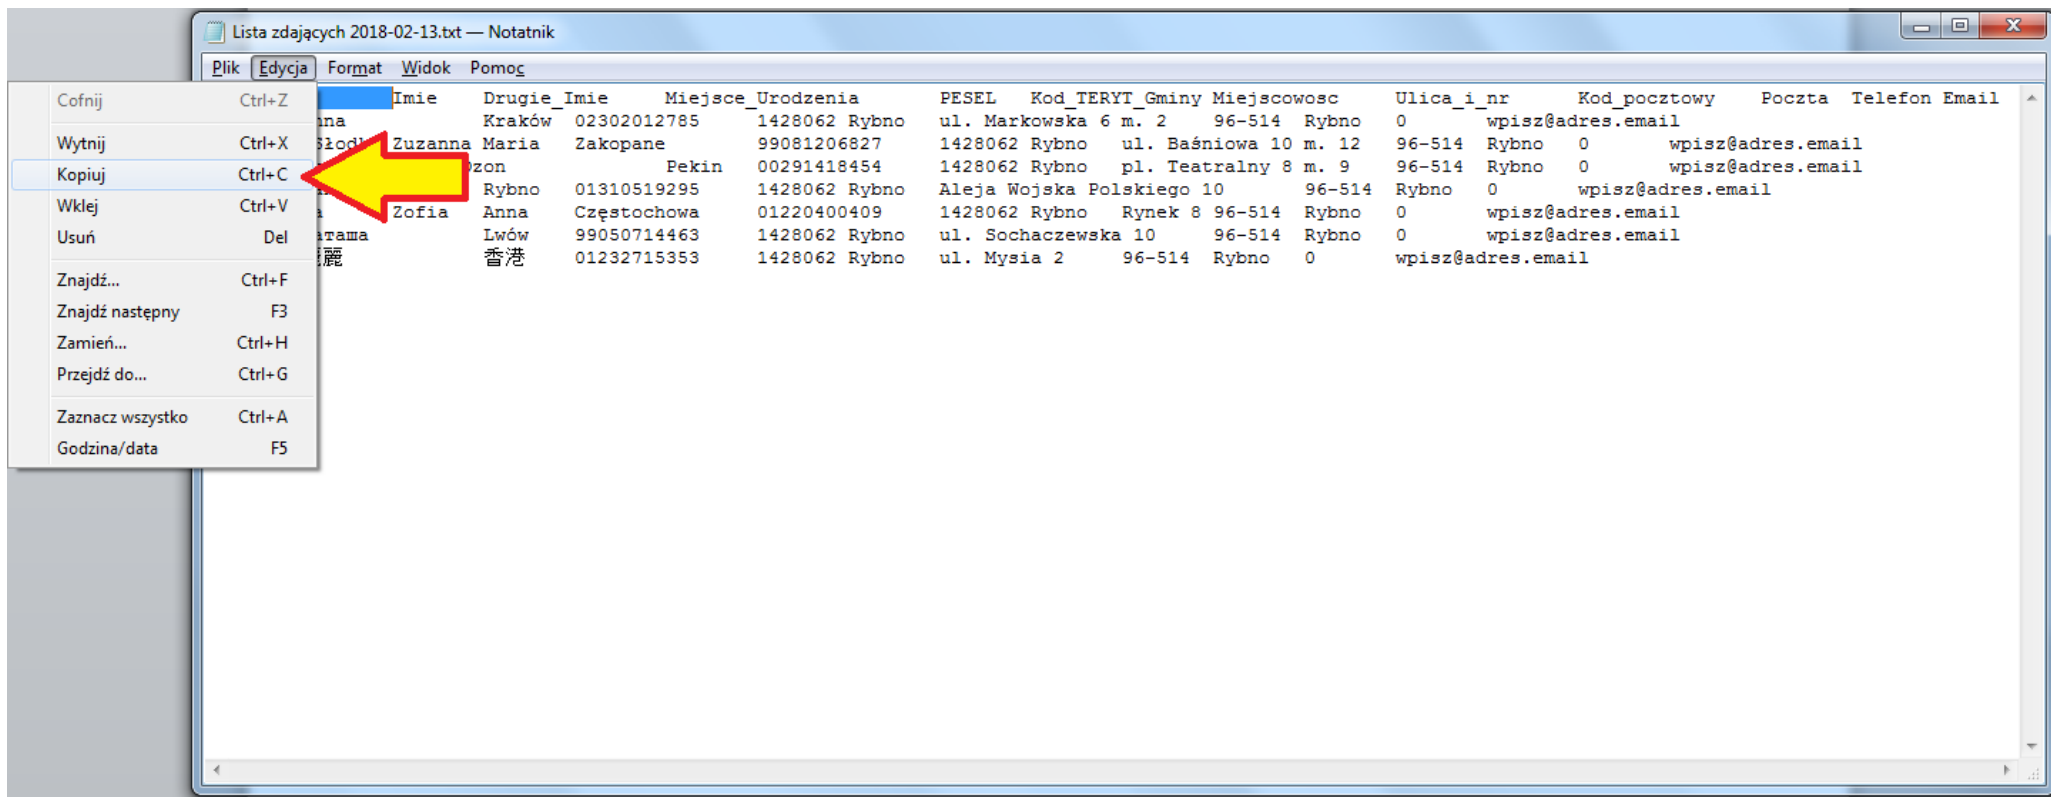 Lista zdających 2018-02-13.txt — Notatnik
Plik Edycja Format Widok Pomoc
Cofnij Ctrl+Z
Wytnij Ctrl+X
Kopiuj Ctrl+C
Wklej Ctrl+V
Usuń Del
Znajdź... Ctrl+F
Znajdź następny F3
Zamień... Ctrl+H
Przejdź do... Ctrl+G
Zaznacz wszystko Ctrl+A
Godzina/data F5
Imie Drugie_Imie Miejsce_Urodzenia PESEL Kod_TERYT_Gminy Miejscowosc Ulica_i_nr Kod_pocztowy Poczta Telefon Email
Kraków 02302012785 1428062 Rybno ul. Markowska 6 m. 2 96-514 Rybno 0 wpisz@adres.email
Zuzanna Maria Zakopane 99081206827 1428062 Rybno ul. Baśniowa 10 m. 12 96-514 Rybno 0 wpisz@adres.email
Pekin 00291418454 1428062 Rybno pl. Teatralny 8 m. 9 96-514 Rybno 0 wpisz@adres.email
Rybno 01310519295 1428062 Rybno Aleja Wojska Polskiego 10 96-514 Rybno 0 wpisz@adres.email
Zofia Anna Częstochowa 01220400409 1428062 Rybno Rynek 8 96-514 Rybno 0 wpisz@adres.email
Lwów 99050714463 1428062 Rybno ul. Sochaczewska 10 96-514 Rybno 0 wpisz@adres.email
麗 香港 01232715353 1428062 Rybno ul. Mysia 2 96-514 Rybno 0 wpisz@adres.email